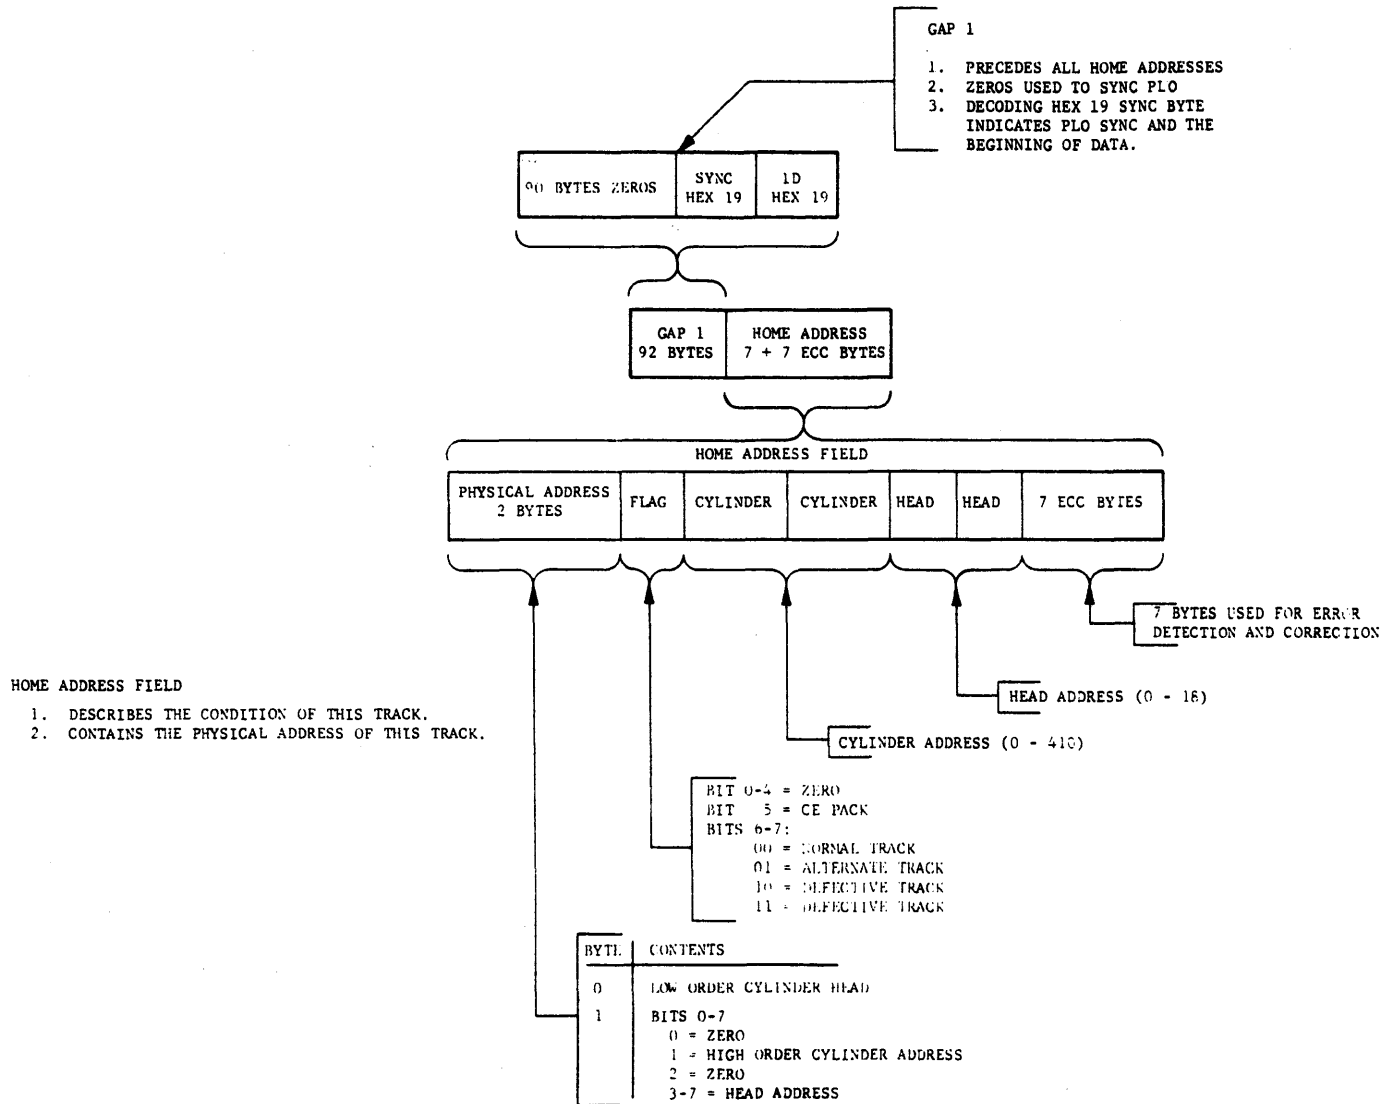 GAP 1
1. PRECEDES ALL HOME ADDRESSES
2. ZEROS USED TO SYNC PLO
3. DECODING HEX 19 SYNC BYTE
INDICATES PLO SYNC AND THE
BEGINNING OF DATA.
90 BYTES ZEROS
SYNC
HEX 19
1D
HEX 19
GAP 1
92 BYTES
HOME ADDRESS
7 + 7 ECC BYTES
HOME ADDRESS FIELD
PHYSICAL ADDRESS
2 BYTES
FLAG
CYLINDER
CYLINDER
HEAD
HEAD
7 ECC BYTES
7 BYTES USED FOR ERROR
DETECTION AND CORRECTION
HEAD ADDRESS (0 - 18)
CYLINDER ADDRESS (0 - 410)
HOME ADDRESS FIELD
1. DESCRIBES THE CONDITION OF THIS TRACK.
2. CONTAINS THE PHYSICAL ADDRESS OF THIS TRACK.
BIT 0-4 = ZERO
BIT 5 = CE PACK
BITS 6-7:
00 = NORMAL TRACK
01 = ALTERNATE TRACK
10 = DEFECTIVE TRACK
11 = DEFECTIVE TRACK
BYTE CONTENTS
0 LOW ORDER CYLINDER HEAD
1 BITS 0-7
0 = ZERO
1 = HIGH ORDER CYLINDER ADDRESS
2 = ZERO
3-7 = HEAD ADDRESS